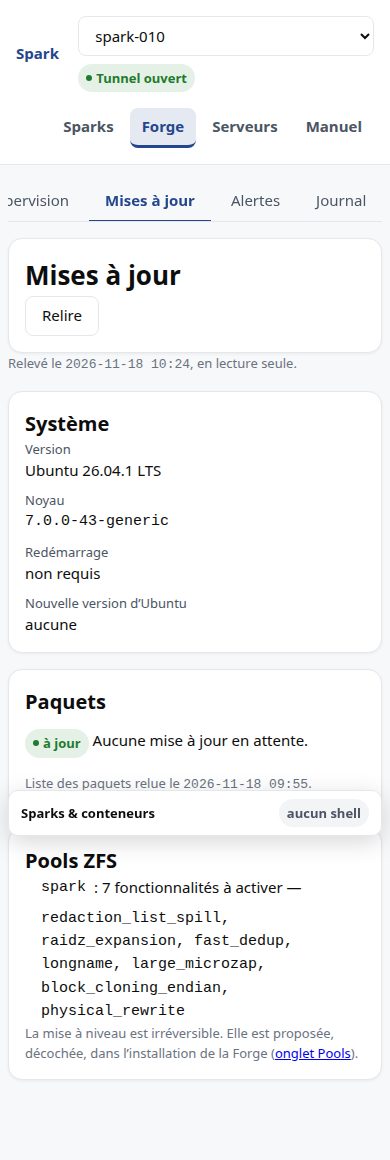 Spark
spark-010
Tunnel ouvert
Sparks Forge Serveurs Manuel
pervision Mises à jour Alertes Journal
Mises à jour
Relire
Relevé le 2026-11-18 10:24, en lecture seule.
Système
Version
Ubuntu 26.04.1 LTS
Noyau
7.0.0-43-generic
Redémarrage
non requis
Nouvelle version d’Ubuntu
aucune
Paquets
à jour Aucune mise à jour en attente.
Liste des paquets relue le 2026-11-18 09:55.
Sparks & conteneurs aucun shell
Pools ZFS
spark : 7 fonctionnalités à activer —
redaction_list_spill,
raidz_expansion, fast_dedup,
longname, large_microzap,
block_cloning_endian,
physical_rewrite
La mise à niveau est irréversible. Elle est proposée,
décochée, dans l’installation de la Forge (onglet Pools).